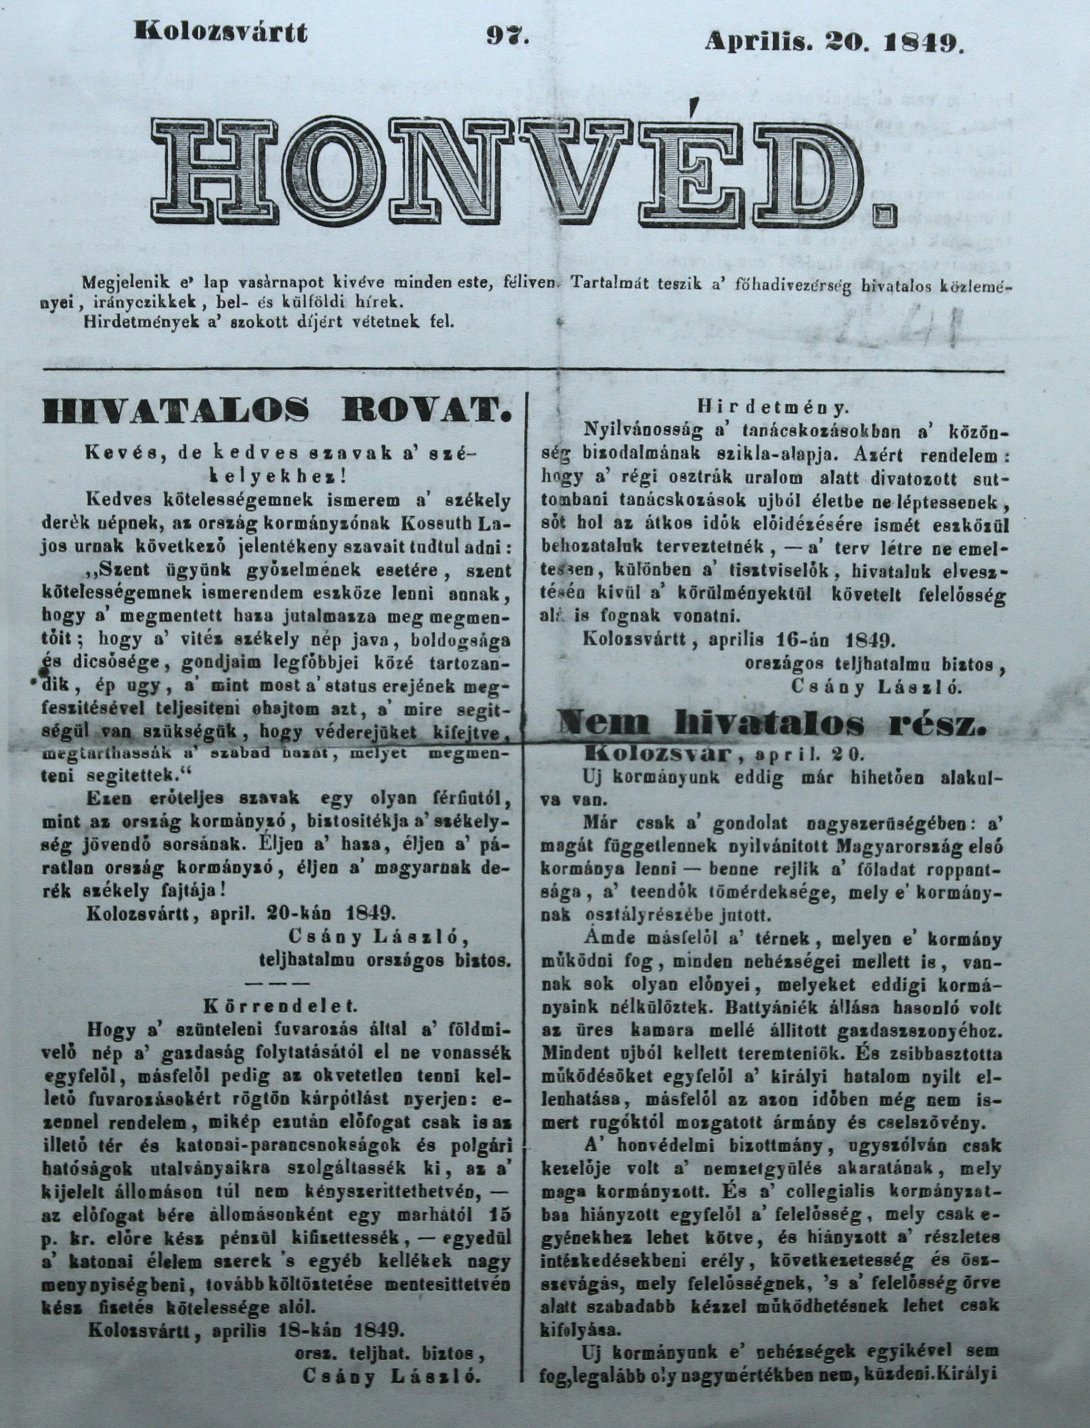 Kolozsvártt 97. Aprilis. 20. 1849.
HONVÉD.
Megjelenik e' lap vasàrnapot kivéve minden este, féliven. Tartalmát teszik a' főhadivezérség hivatalos közlemé-
nyei, irányczikkek, bel- és külföldi hírek.
Hirdetmények a' szokott díjért vétetnek fel.
HIVATALOS ROVAT.
Kevés, de kedves szavak a' szé-
kelyekhez!
Kedves kötelességemnek ismerem a' székely
derèk népnek, az ország kormányzónak Kossuth La-
jos urnak következő jelentékeny szavait tudtul adni:
„Szent ügyünk győzelmének esetére, szent
kötelességemnek ismerendem eszköze lenni annak,
hogy a' megmentett haza jutalmazza meg megmen-
tőit; hogy a' vitéz székely nép java, boldogsága
és dicsősége, gondjaim legfőbbjei közé tartozan-
dik, ép ugy, a' mint most a' status erejének meg-
feszitésével teljesiteni ohajtom azt, a' mire segit-
ségül van szükségük, hogy véderejüket kifejtve,
megtarthassák a' szabad hazát, melyet megmen-
teni segitettek.“
Ezen erőteljes szavak egy olyan férfiutól,
mint az ország kormányzó, biztositékja a' székely-
ség jövendő sorsának. Éljen a' haza, éljen a' pá-
ratlan ország kormányzó, éljen a' magyarnak de-
rék székely fajtája!
Kolozsvártt, april. 20-kán 1849.
Csány László,
teljhatalmu országos biztos.
Körrendelet.
Hogy a' szünteleni fuvarozás által a' földmi-
velő nép a' gazdaság folytatásától el ne vonassék
egyfelől, másfelől pedig az okvetetlen tenni kel-
lető fuvarozásokért rögtön kárpótlást nyerjen: e-
zennel rendelem, mikép ezután előfogat csak is az
illető tér és katonai-parancsnokságok és polgári
hatóságok utalványaikra szolgáltassék ki, az a'
kijelelt állomáson túl nem kényszerittethetvén, —
az előfogat bére állomásonként egy marhától 15
p. kr. előre kész pénzül kifizettessék, — egyedül
a' katonai élelem szerek 's egyéb kellékek nagy
menynyiségbeni, tovább költöztetése mentesittetvén
kész fizetés kötelessége alól.
Kolozsvártt, aprilis 18-kán 1849.
orsz. teljhat. biztos,
Csány László.
Hirdetmény.
Nyilvánosság a' tanácskozásokban a' közön-
ség bizodalmának szikla-alapja. Azért rendelem:
hogy a' régi osztrák uralom alatt divatozott sut-
tombani tanácskozások ujból életbe ne léptessenek,
sőt hol az átkos idők előidézésére ismét eszközül
behozataluk terveztetnék, — a' terv létre ne emel-
tessen, különben a' tisztviselők, hivataluk elvesz-
tésén kivül a' körülményektül követelt felelősség
alá is fognak vonatni.
Kolozsvártt, aprilis 16-án 1849.
országos teljhatalmu biztos,
Csány László.
Nem hivatalos rész.
Kolozsvár, april. 20.
Uj kormányunk eddig már hihetően alakul-
va van.
Már csak a' gondolat nagyszerüségében: a'
magát függetlennek nyilvánitott Magyarország első
kormánya lenni — benne rejlik a' föladat roppant-
sága, a' teendők tömérdeksége, mely e' kormány-
nak osztályrészébe jutott.
Ámde másfelől a' térnek, melyen e' kormány
működni fog, minden nehézségei mellett is, van-
nak sok olyan előnyei, melyeket eddigi kormá-
nyaink nélkülöztek. Battyániék állása hasonló volt
az üres kamara mellé állitott gazdaszszonyéhoz.
Mindent ujból kellett teremteniök. És zsibbasztotta
működésöket egyfelől a' királyi hatalom nyilt el-
lenhatása, másfelől az azon időben még nem is-
mert rugóktól mozgatott ármány és cselszövény.
A' honvédelmi bizottmány, ugyszólván csak
kezelője volt a' nemzetgyülés akaratának, mely
maga kormányzott. És a' collegialis kormányzat-
ban hiányzott egyfelől a' felelősség, mely csak e-
gyénekhez lehet kötve, és hiányzott a' részletes
intézkedésekbeni erély, következetesség és ösz-
szevágás, mely felelősségnek, 's a' felelősség örve
alatt szabadabb kézzel működhetésnek lehet csak
kifolyása.
Uj kormányunk e' nehézségek egyikével sem
fog, legalább oly nagymértékben nem, küzdeni. Királyi